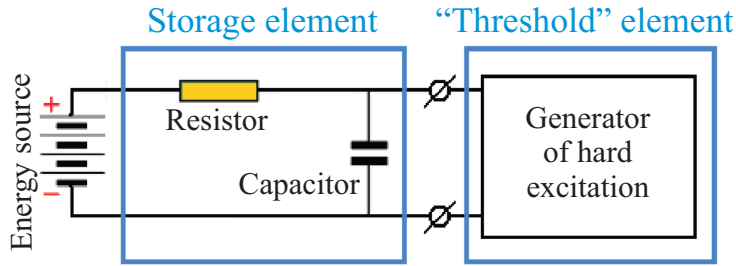 Storage element
“Threshold” element
Energy source
+
−
Resistor
Capacitor
Generator
of hard
excitation